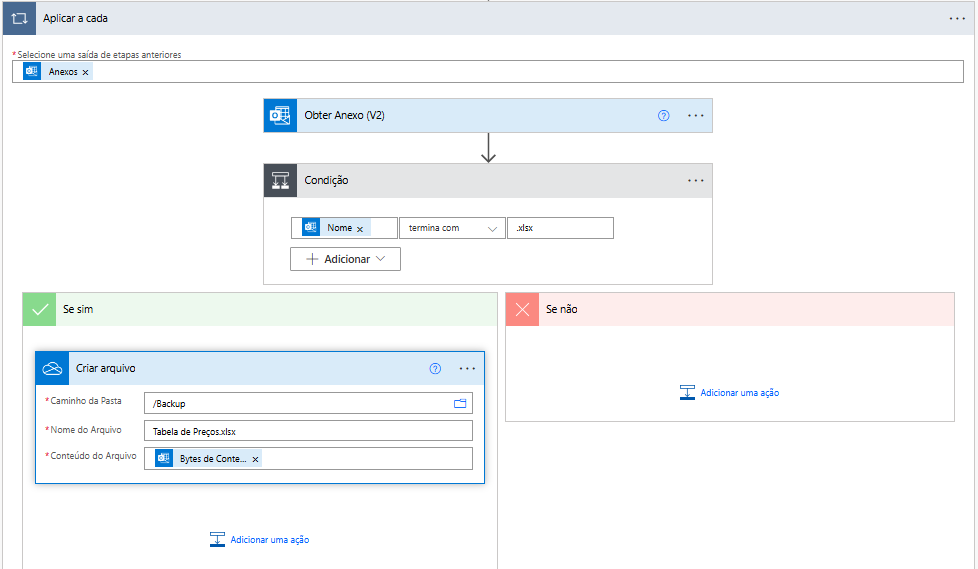 Aplicar a cada
*Selecione uma saída de etapas anteriores
Anexos x
Obter Anexo (V2)
Condição
Nome x termina com .xlsx
Adicionar
Se sim
Se não
Criar arquivo
*Caminho da Pasta /Backup
*Nome do Arquivo Tabela de Preços.xlsx
*Conteúdo do Arquivo Bytes de Conte... x
Adicionar uma ação
Adicionar uma ação